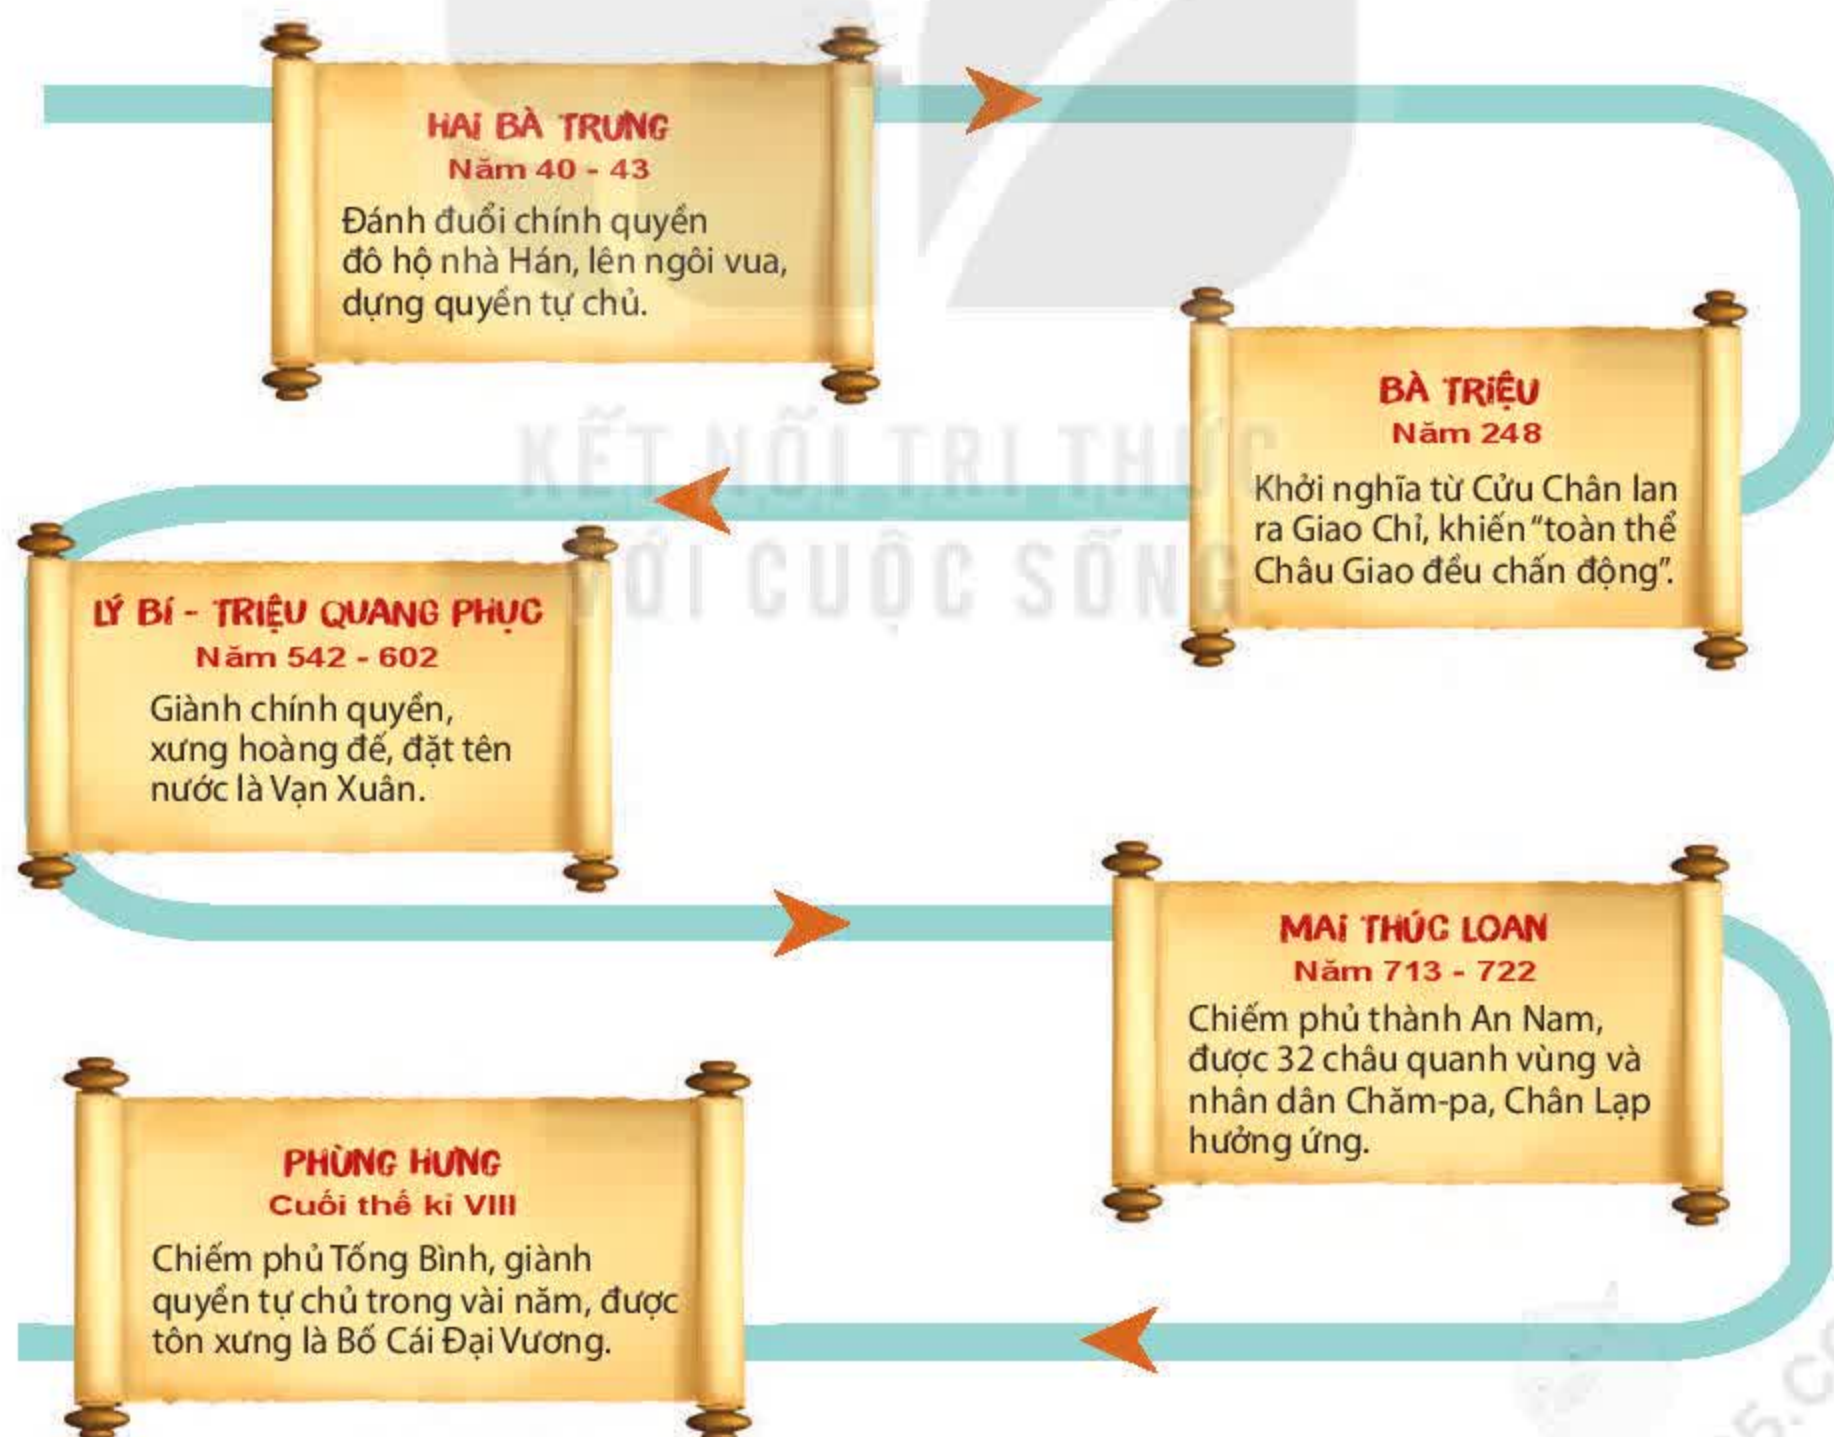 HAI BÀ TRƯNG
Năm 40 - 43
Đánh đuổi chính quyền
đô hộ nhà Hán, lên ngôi vua,
dựng quyền tự chủ.
BÀ TRIỆU
Năm 248
Khởi nghĩa từ Cửu Chân lan
ra Giao Chỉ, khiến “toàn thể
Châu Giao đều chấn động”.
KẾT NỐI TRI THỨC
VỚI CUỘC SỐNG
LÝ BÍ - TRIỆU QUANG PHỤC
Năm 542 - 602
Giành chính quyền,
xưng hoàng đế, đặt tên
nước là Vạn Xuân.
MAI THÚC LOAN
Năm 713 - 722
Chiếm phủ thành An Nam,
được 32 châu quanh vùng và
nhân dân Chăm-pa, Chân Lạp
hưởng ứng.
PHÙNG HƯNG
Cuối thế kỉ VIII
Chiếm phủ Tống Bình, giành
quyền tự chủ trong vài năm, được
tôn xưng là Bố Cái Đại Vương.